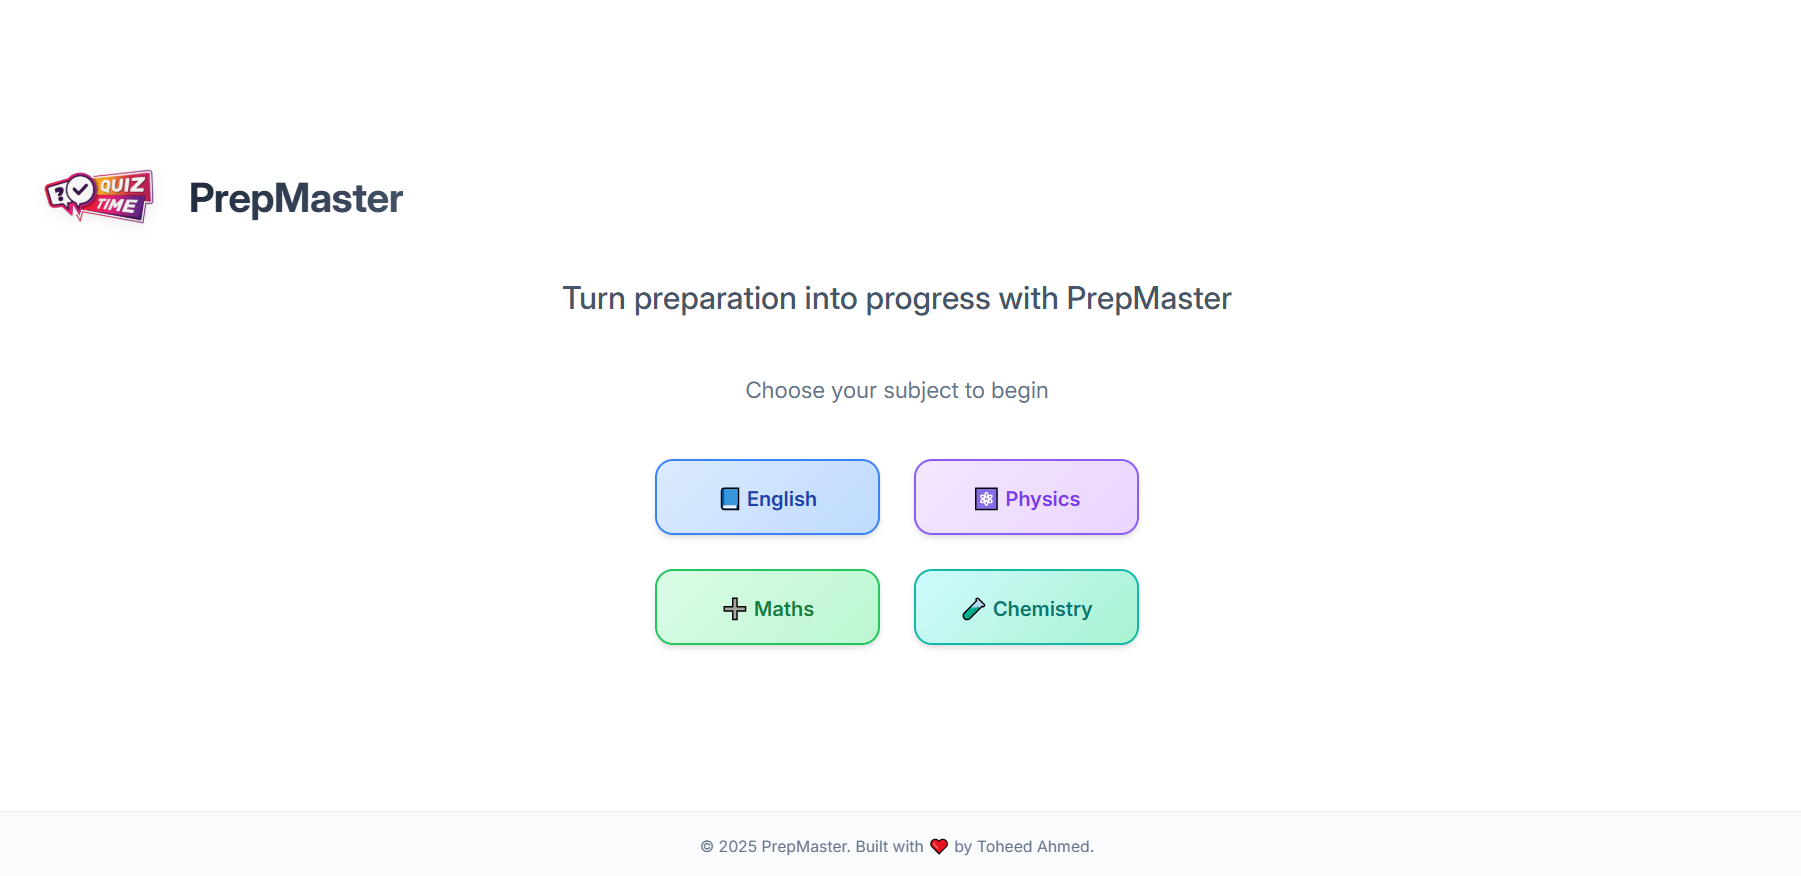 ? QUIZ
TIME
PrepMaster
Turn preparation into progress with PrepMaster
Choose your subject to begin
📘 English
⚛️ Physics
➕ Maths
🧪 Chemistry
© 2025 PrepMaster. Built with ❤️ by Toheed Ahmed.